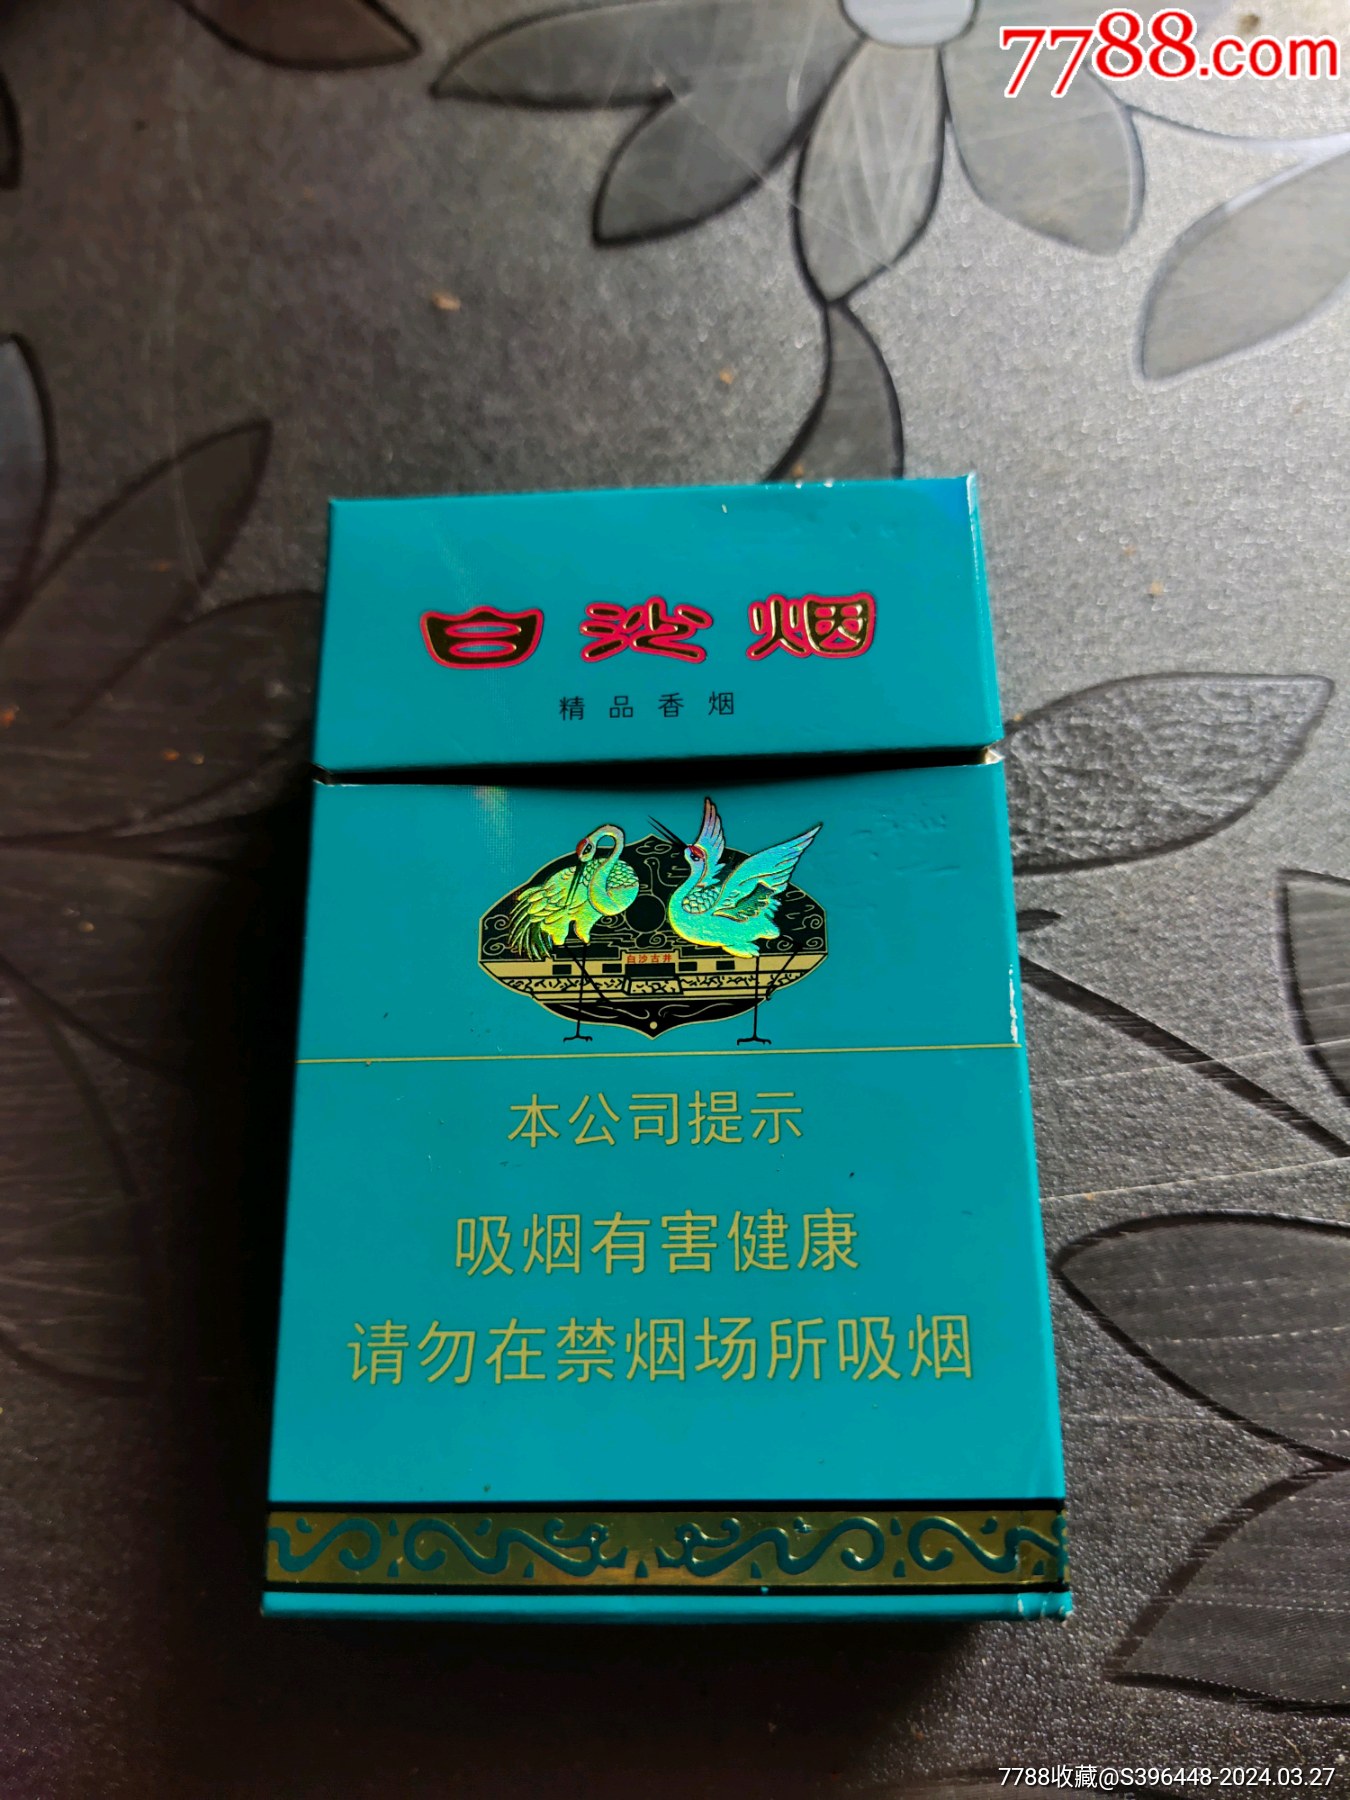 7788.com
白沙烟
精品香烟
白沙古井
本公司提示
吸烟有害健康
请勿在禁烟场所吸烟
7788收藏@S396448-2024.03.27